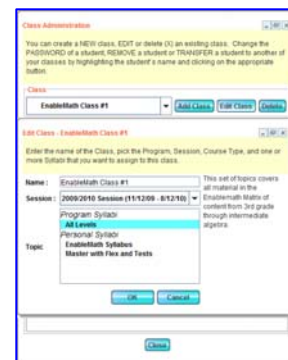 Class Administration
You can create a NEW class, EDIT or delete (X) an existing class. Change the
PASSWORD of a student, REMOVE a student or TRANSFER a student to another of
your classes by highlighting the student's name and clicking on the appropriate
button.
Class
EnableMath Class #1
Add Class
Edit Class
Delete
Edit Class - EnableMath Class #1
Enter the name of the Class, pick the Program, Session, Course Type, and one or
more Syllabi that you want to assign to this class.
Name : EnableMath Class #1
Session : 2009/2010 Session (11/12/09 - 8/12/10)
Topic
Program Syllabi
All Levels
Personal Syllabi
EnableMath Syllabus
Master with Flex and Tests
This set of topics covers
all material in the
Enablemath Matrix of
content from 3rd grade
through intermediate
algebra.
OK
Cancel
Close